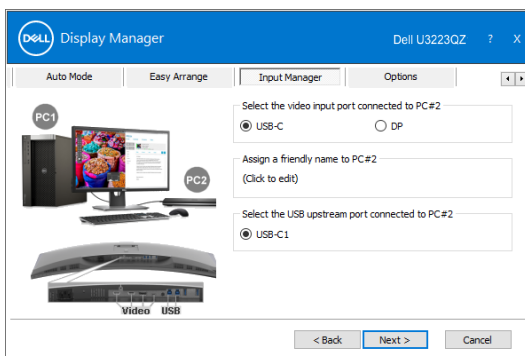 DELL Display Manager
Dell U3223QZ ? X
Auto Mode Easy Arrange Input Manager Options
Select the video input port connected to PC#2
USB-C DP
Assign a friendly name to PC#2
(Click to edit)
Select the USB upstream port connected to PC#2
USB-C1
PC1
PC2
Video USB
< Back Next > Cancel